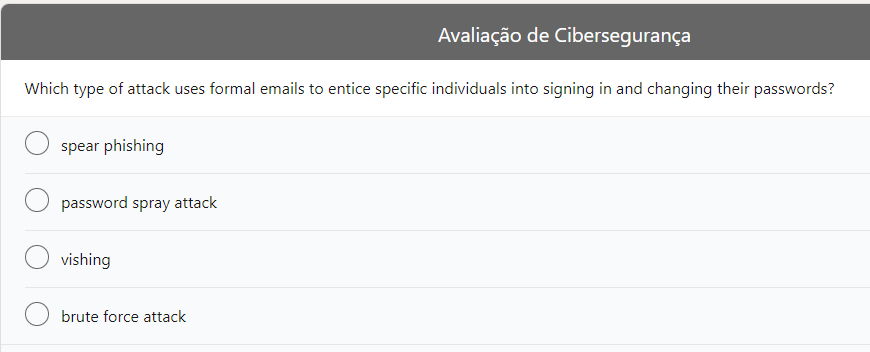 Avaliação de Cibersegurança
Which type of attack uses formal emails to entice specific individuals into signing in and changing their passwords?
spear phishing
password spray attack
vishing
brute force attack